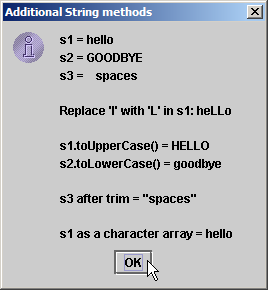 Additional String methods
s1 = hello
s2 = GOODBYE
s3 =    spaces
Replace 'l' with 'L' in s1: heLLo
s1.toUpperCase() = HELLO
s2.toLowerCase() = goodbye
s3 after trim = "spaces"
s1 as a character array = hello
OK